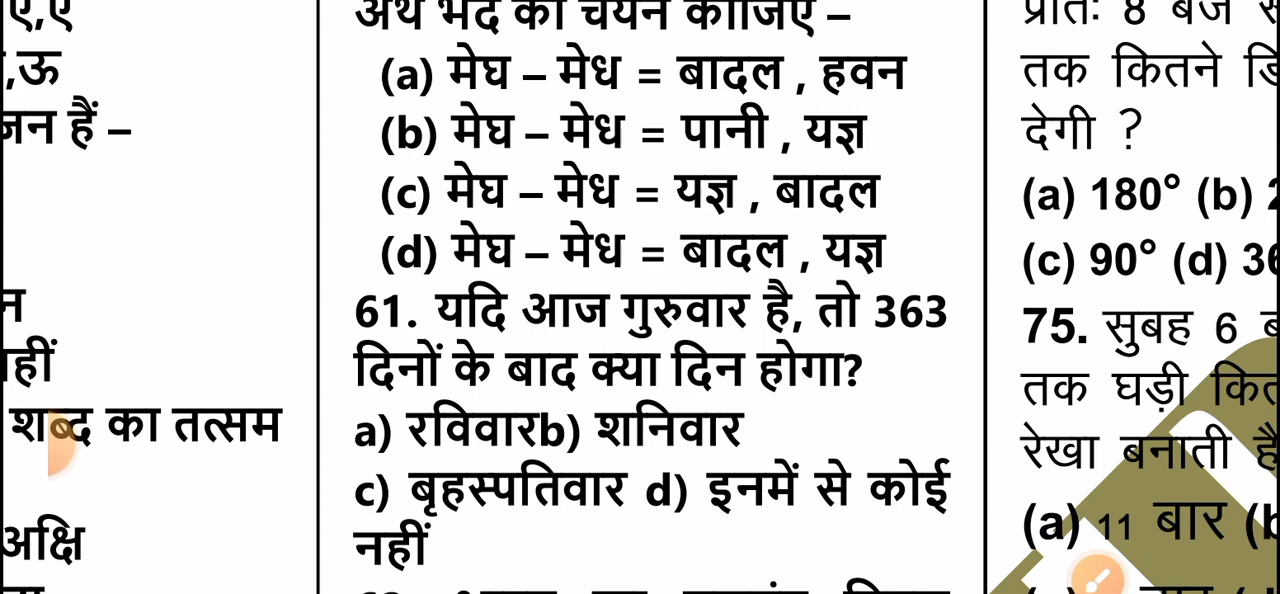 ,ऊ
जन हैं –
न
हीं
शब्द का तत्सम
अक्षि
अर्थ भेद का चयन कीजिए –
(a) मेघ – मेध = बादल , हवन
(b) मेघ – मेध = पानी , यज्ञ
(c) मेघ – मेध = यज्ञ , बादल
(d) मेघ – मेध = बादल , यज्ञ
61. यदि आज गुरुवार है, तो 363
दिनों के बाद क्या दिन होगा?
a) रविवारb) शनिवार
c) बृहस्पतिवार d) इनमें से कोई
नहीं
प्रातः 8 बजे
तक कितने
देगी ?
(a) 180° (b)
(c) 90° (d)
75. सुबह 6
तक घड़ी
रेखा बनाती
(a) 11 बार